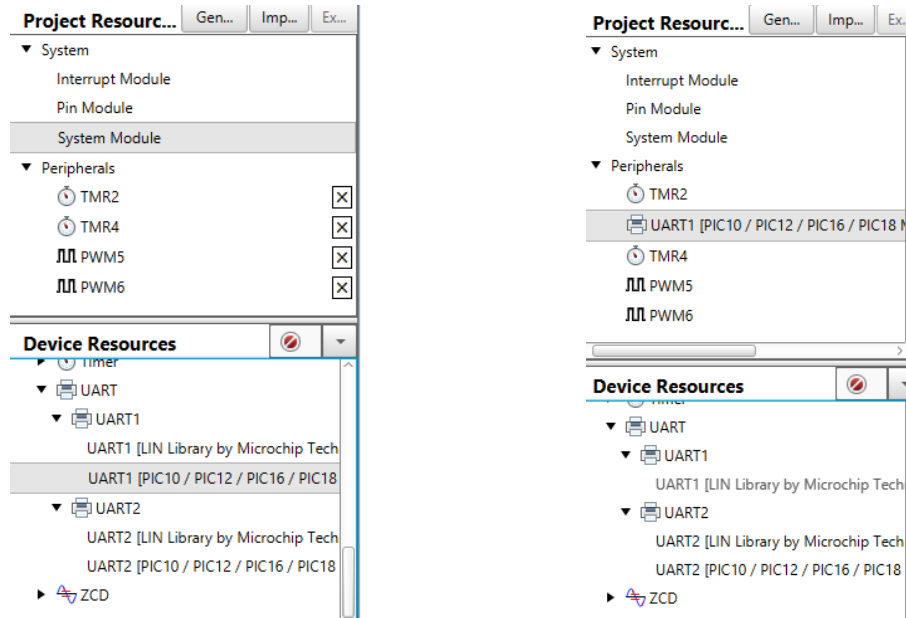 Project Resourc... Gen... Imp... Ex...
System
Interrupt Module
Pin Module
System Module
Peripherals
TMR2
TMR4
PWM5
PWM6
Device Resources
Timer
UART
UART1
UART1 [LIN Library by Microchip Tech
UART1 [PIC10 / PIC12 / PIC16 / PIC18
UART2
UART2 [LIN Library by Microchip Tech
UART2 [PIC10 / PIC12 / PIC16 / PIC18
ZCD
Project Resourc... Gen... Imp... Ex.
System
Interrupt Module
Pin Module
System Module
Peripherals
TMR2
UART1 [PIC10 / PIC12 / PIC16 / PIC18 M
TMR4
PWM5
PWM6
Device Resources
UART
UART1
UART1 [LIN Library by Microchip Tech
UART2
UART2 [LIN Library by Microchip Tech
UART2 [PIC10 / PIC12 / PIC16 / PIC18
ZCD